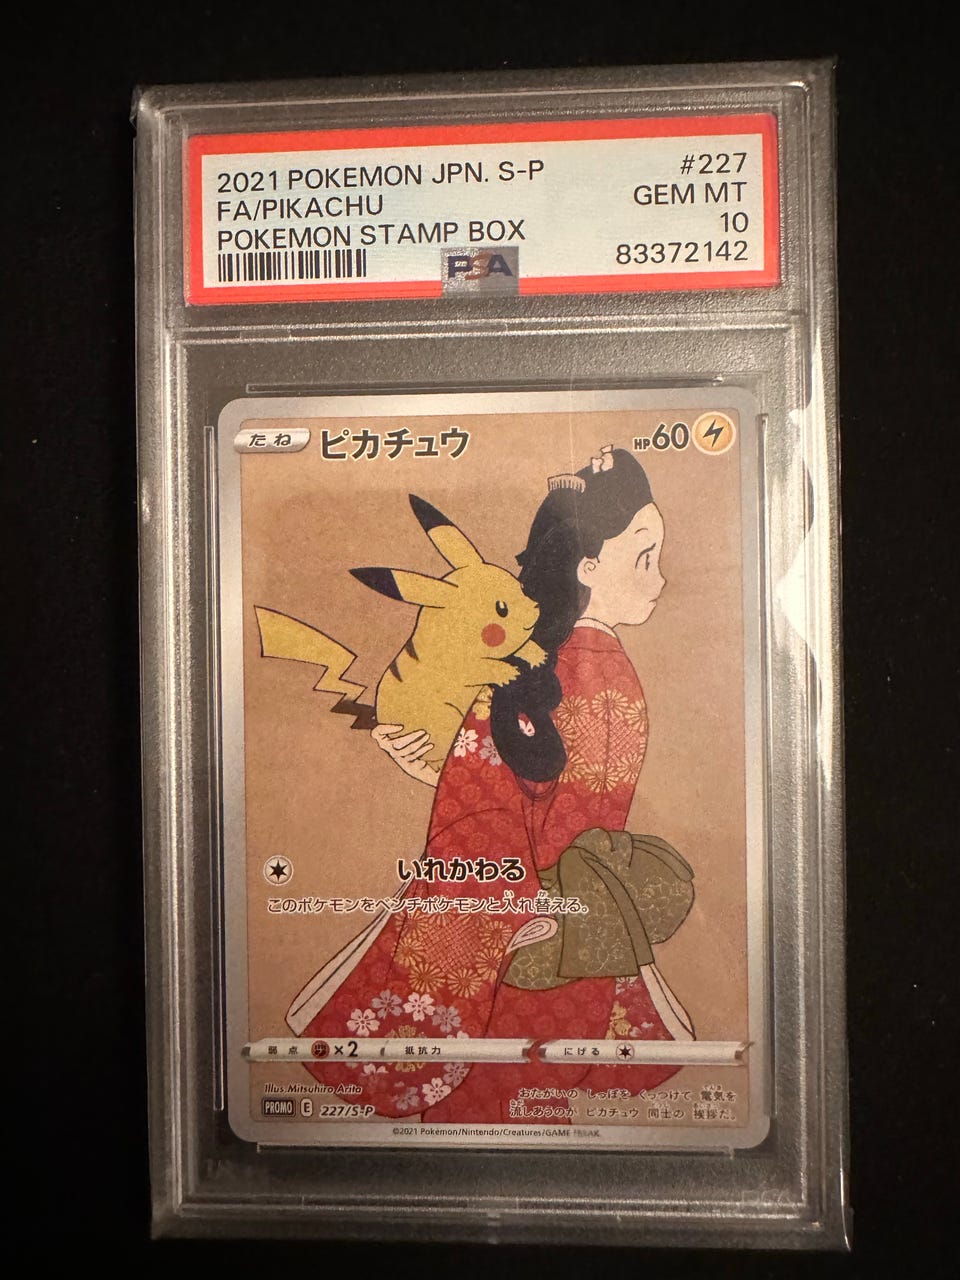 2021 POKEMON JPN. S-P #227
FA/PIKACHU GEM MT
POKEMON STAMP BOX 10
83372142
PSA
たね ピカチュウ HP60
いれかわる
このポケモンをベンチポケモンと入れ替える。
弱点 ×2 抵抗力 にげる
Illus. Mitsuhiro Arita
PROMO E 227/S-P
おたがいの しっぽを くっつけて 電気を
流しあうのが ピカチュウ 同士の 挨拶だ。
©2021 Pokémon/Nintendo/Creatures/GAME FREAK.